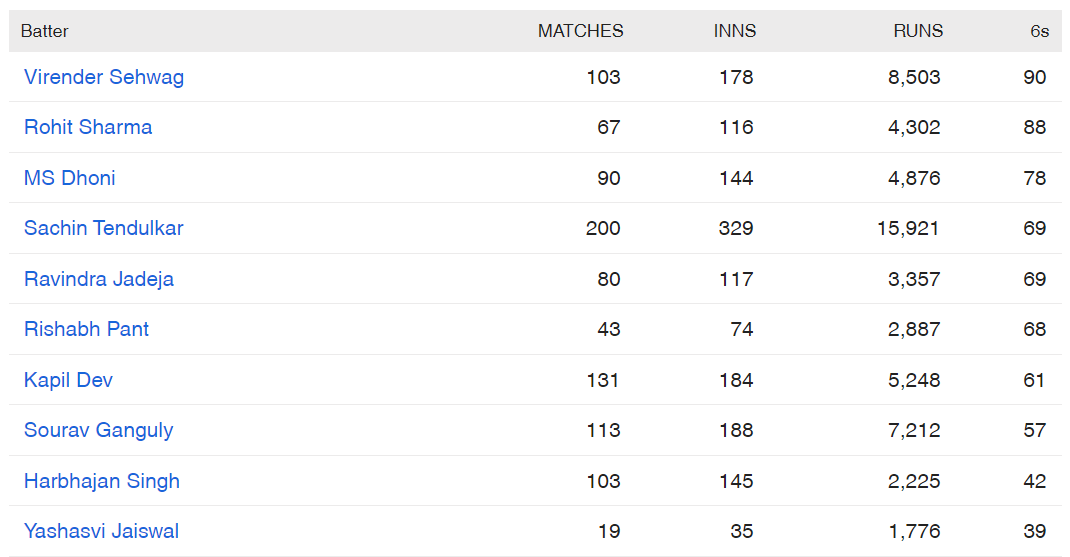 Batter MATCHES INNS RUNS 6s
Virender Sehwag 103 178 8,503 90
Rohit Sharma 67 116 4,302 88
MS Dhoni 90 144 4,876 78
Sachin Tendulkar 200 329 15,921 69
Ravindra Jadeja 80 117 3,357 69
Rishabh Pant 43 74 2,887 68
Kapil Dev 131 184 5,248 61
Sourav Ganguly 113 188 7,212 57
Harbhajan Singh 103 145 2,225 42
Yashasvi Jaiswal 19 35 1,776 39